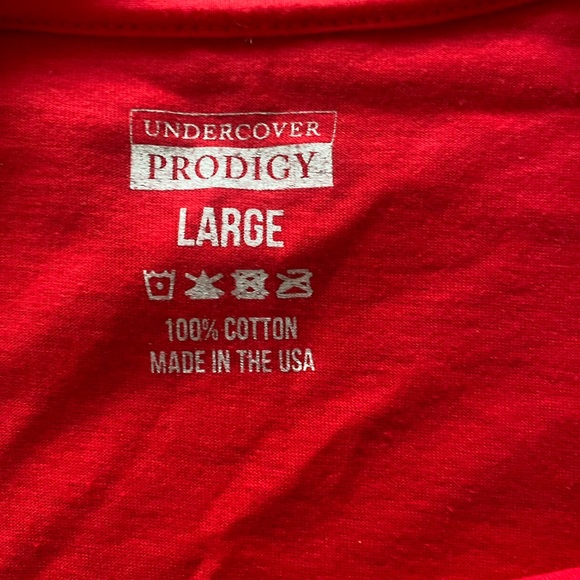 UNDERCOVER
PRODIGY
LARGE
100% COTTON
MADE IN THE USA